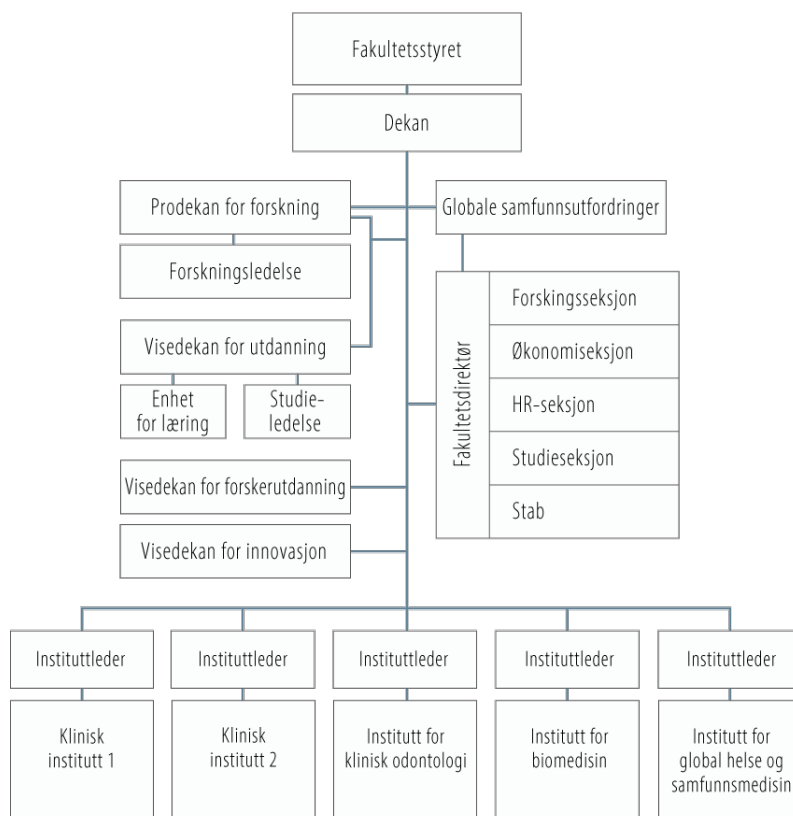 Fakultetsstyret
Dekan
Prodekan for forskning
Globale samfunnsutfordringer
Forskningsledelse
Visedekan for utdanning
Enhet
for læring
Studie-
ledelse
Visedekan for forskerutdanning
Visedekan for innovasjon
Fakultetsdirektør
Forskingsseksjon
Økonomiseksjon
HR-seksjon
Studieseksjon
Stab
Instituttleder
Instituttleder
Instituttleder
Instituttleder
Instituttleder
Klinisk
institutt 1
Klinisk
institutt 2
Institutt for
klinisk odontologi
Institutt for
biomedisin
Institutt for
global helse og
samfunnsmedisin